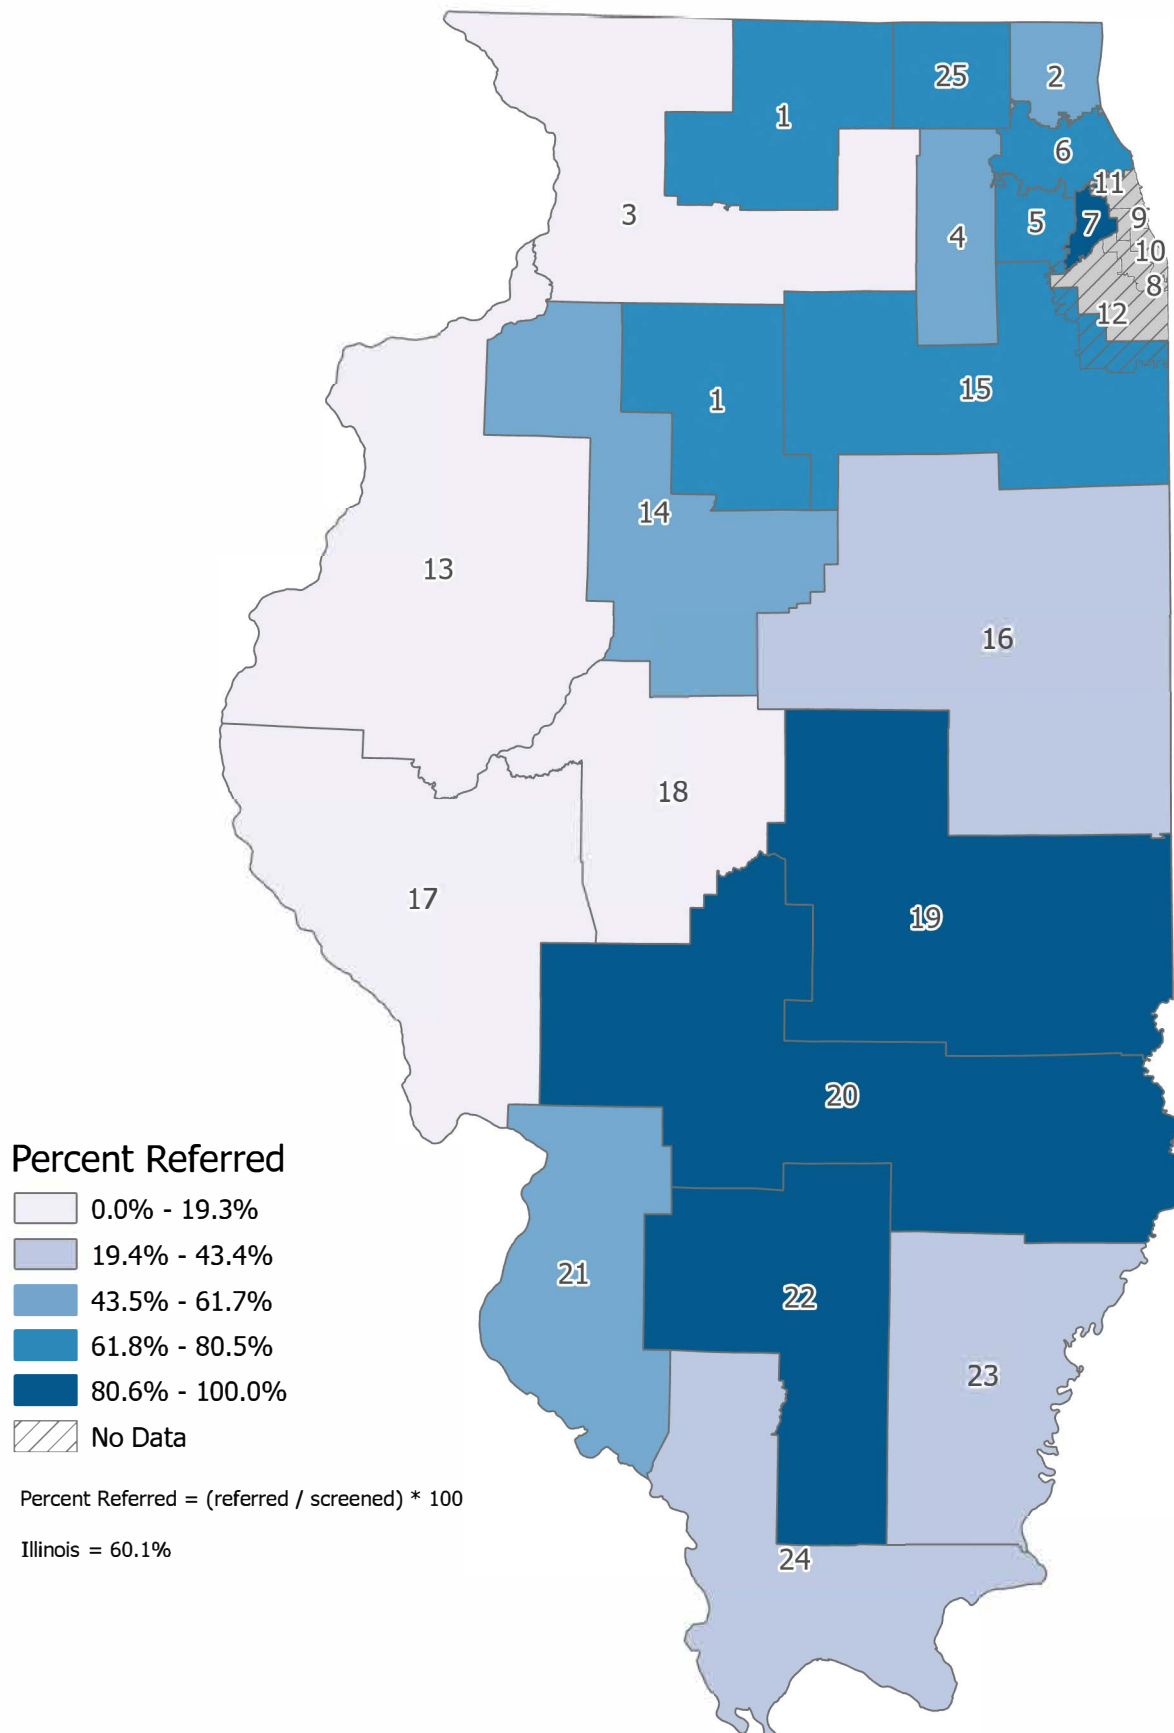 25
2
1
6
11
3
9
5
7
4
10
8
12
15
1
14
13
16
18
17
19
20
Percent Referred
0.0% - 19.3%
19.4% - 43.4%
43.5% - 61.7%
61.8% - 80.5%
80.6% - 100.0%
No Data
21
22
23
Percent Referred = (referred / screened) * 100
Illinois = 60.1%
24